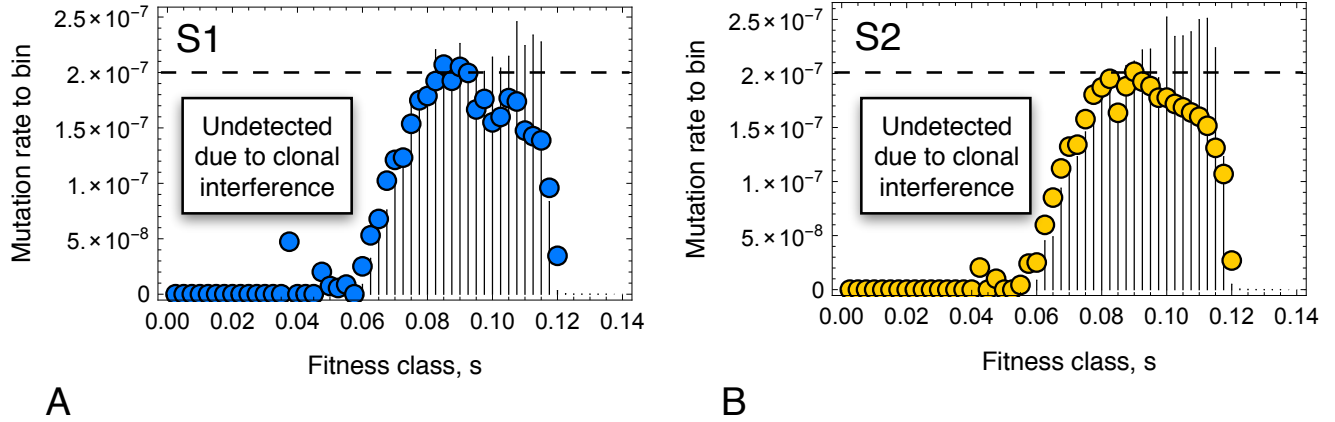 S1
Mutation rate to bin
2.5×10⁻⁷
2.×10⁻⁷
1.5×10⁻⁷
1.×10⁻⁷
5.×10⁻⁸
0
Undetected
due to clonal
interference
0.00 0.02 0.04 0.06 0.08 0.10 0.12 0.14
Fitness class, s
A
S2
Mutation rate to bin
2.5×10⁻⁷
2.×10⁻⁷
1.5×10⁻⁷
1.×10⁻⁷
5.×10⁻⁸
0
Undetected
due to clonal
interference
0.00 0.02 0.04 0.06 0.08 0.10 0.12 0.14
Fitness class, s
B